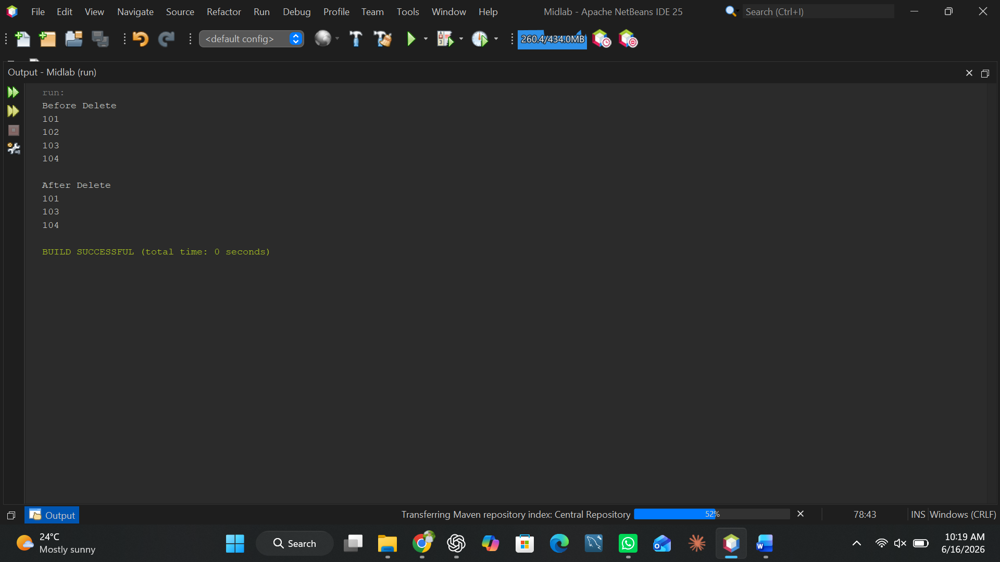 File Edit View Navigate Source Refactor Run Debug Profile Team Tools Window Help Midlab - Apache NetBeans IDE 25 Search (Ctrl+I)
<default config> 260.4/434.0MB
Output - Midlab (run)
run:
Before Delete
101
102
103
104
After Delete
101
103
104
BUILD SUCCESSFUL (total time: 0 seconds)
Output Transferring Maven repository index: Central Repository 52% 78:43 INS Windows (CRLF)
24°C
Mostly sunny
Search
10:19 AM
6/16/2026